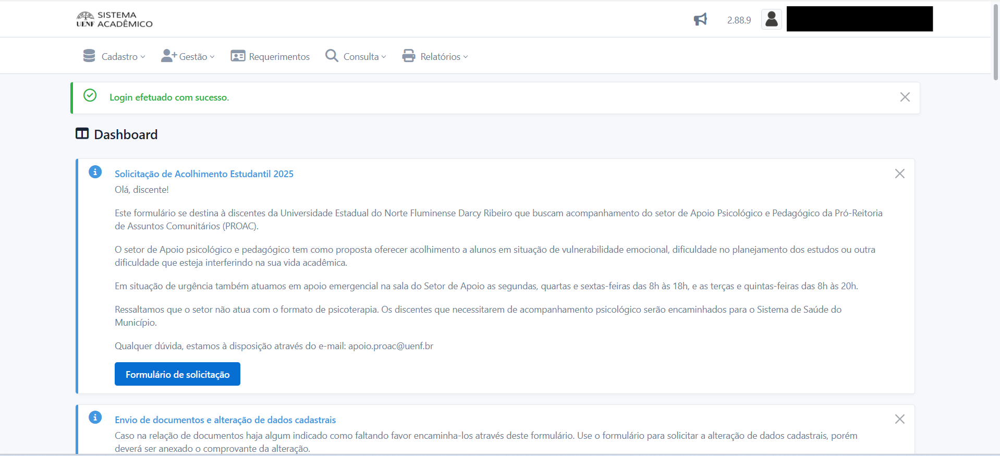 UENF SISTEMA ACADÊMICO
2.88.9
Cadastro Gestão Requerimentos Consulta Relatórios
Login efetuado com sucesso.
Dashboard
Solicitação de Acolhimento Estudantil 2025
Olá, discente!
Este formulário se destina à discentes da Universidade Estadual do Norte Fluminense Darcy Ribeiro que buscam acompanhamento do setor de Apoio Psicológico e Pedagógico da Pró-Reitoria
de Assuntos Comunitários (PROAC).
O setor de Apoio psicológico e pedagógico tem como proposta oferecer acolhimento a alunos em situação de vulnerabilidade emocional, dificuldade no planejamento dos estudos ou outra
dificuldade que esteja interferindo na sua vida acadêmica.
Em situação de urgência também atuamos em apoio emergencial na sala do Setor de Apoio as segundas, quartas e sextas-feiras das 8h às 18h, e as terças e quintas-feiras das 8h às 20h.
Ressaltamos que o setor não atua com o formato de psicoterapia. Os discentes que necessitarem de acompanhamento psicológico serão encaminhados para o Sistema de Saúde do
Município.
Qualquer dúvida, estamos à disposição através do e-mail: apoio.proac@uenf.br
Formulário de solicitação
Envio de documentos e alteração de dados cadastrais
Caso na relação de documentos haja algum indicado como faltando favor encaminha-los através deste formulário. Use o formulário para solicitar a alteração de dados cadastrais, porém
deverá ser anexado o comprovante da alteração.